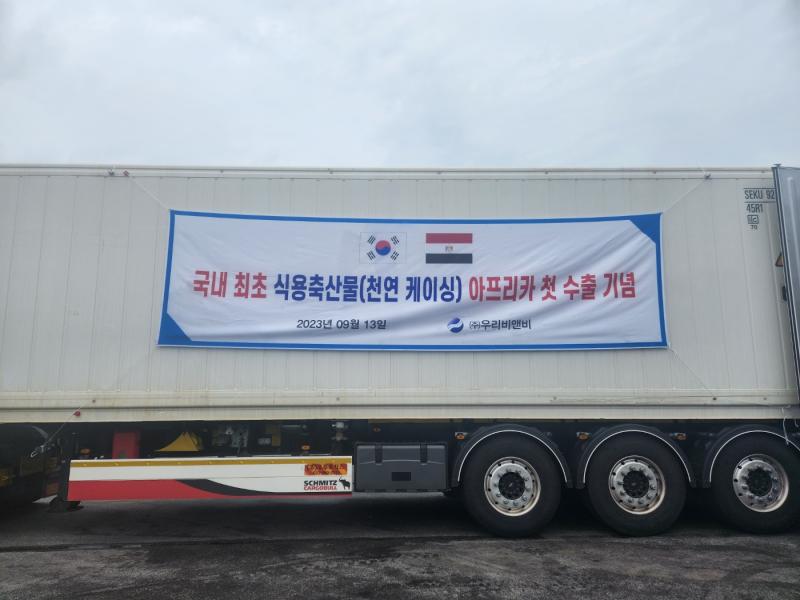 SEKU 92
45R1
국내 최초 식용축산물(천연 케이싱) 아프리카 첫 수출 기념
2023년 09월 13일
(주)우리비앤비
SCHMITZ
CARGOBULL